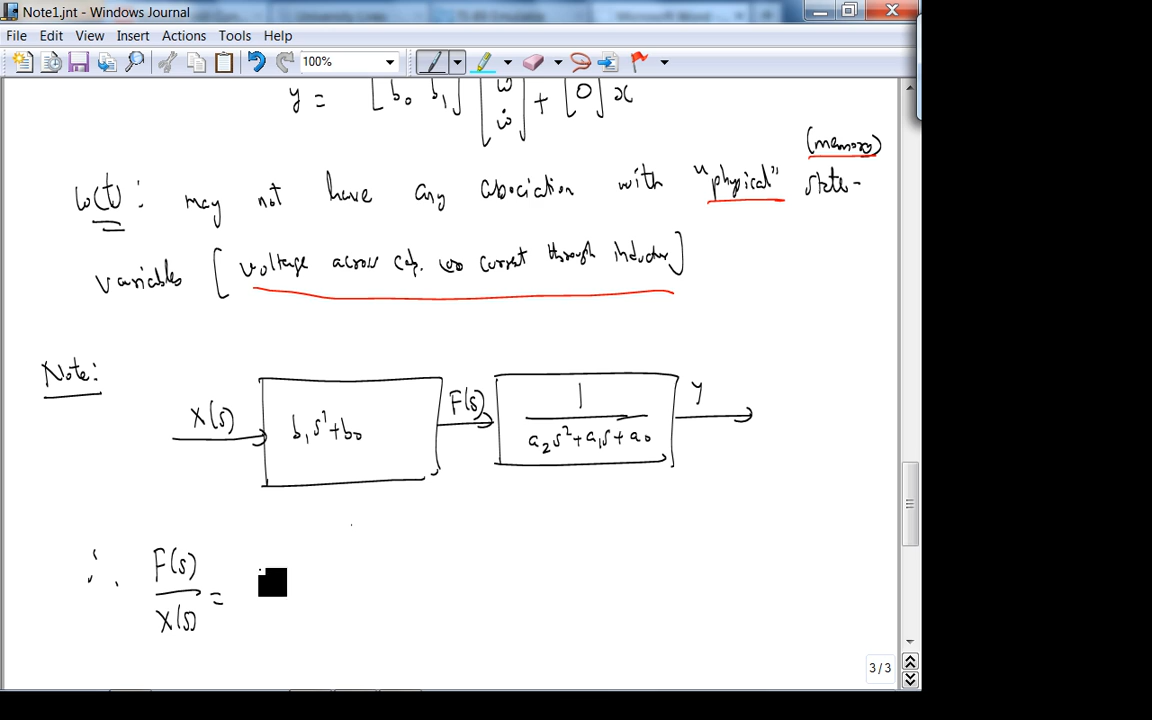 Note1.jnt - Windows Journal
File Edit View Insert Actions Tools Help
100%
y = [b₀ b₁] [ω ω̇] + [0] x
(memory)
ω(t) : may not have any association with "physical" state-
variables [voltage across cap. or current through inductor]
Note:
X(s) b₁s+b₀ F(s) 1 y
a₂s²+a₁s+a₀
∴ F(s)
=
X(s)
3/3